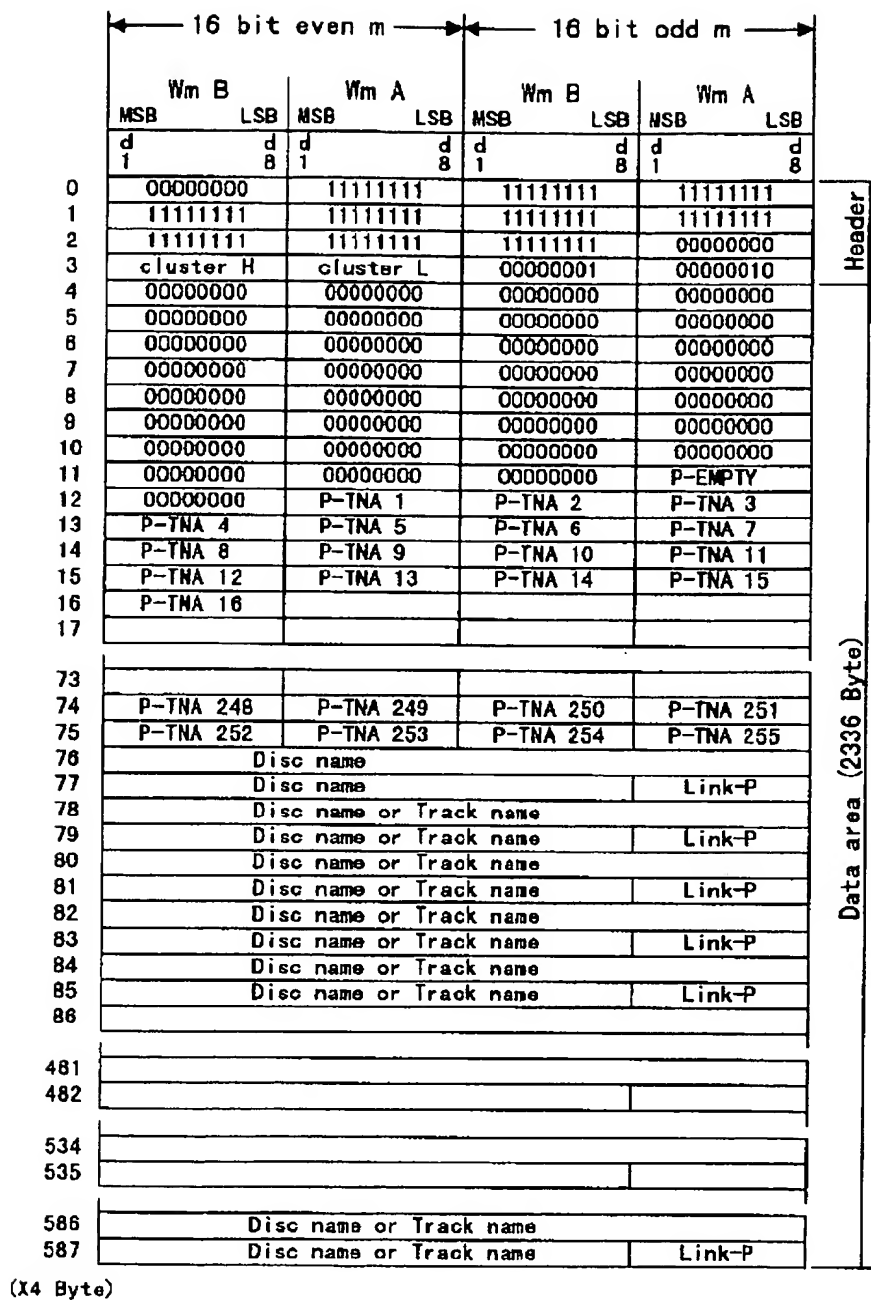 16 bit even m 16 bit odd m
Wm B Wm A Wm B Wm A
MSB LSB MSB LSB MSB LSB MSB LSB
d d d d d d d d
1 8 1 8 1 8 1 8
0 00000000 11111111 11111111 11111111
1 11111111 11111111 11111111 11111111
2 11111111 11111111 11111111 00000000
3 cluster H cluster L 00000001 00000010
Header
4 00000000 00000000 00000000 00000000
5 00000000 00000000 00000000 00000000
6 00000000 00000000 00000000 00000000
7 00000000 00000000 00000000 00000000
8 00000000 00000000 00000000 00000000
9 00000000 00000000 00000000 00000000
10 00000000 00000000 00000000 00000000
11 00000000 00000000 00000000 P-EMPTY
12 00000000 P-TNA 1 P-TNA 2 P-TNA 3
13 P-TNA 4 P-TNA 5 P-TNA 6 P-TNA 7
14 P-TNA 8 P-TNA 9 P-TNA 10 P-TNA 11
15 P-TNA 12 P-TNA 13 P-TNA 14 P-TNA 15
16 P-TNA 16
17
73
74 P-TNA 248 P-TNA 249 P-TNA 250 P-TNA 251
75 P-TNA 252 P-TNA 253 P-TNA 254 P-TNA 255
76 Disc name
77 Disc name Link-P
78 Disc name or Track name
79 Disc name or Track name Link-P
80 Disc name or Track name
81 Disc name or Track name Link-P
82 Disc name or Track name
83 Disc name or Track name Link-P
84 Disc name or Track name
85 Disc name or Track name Link-P
86
481
482
534
535
586 Disc name or Track name
587 Disc name or Track name Link-P
Data area (2336 Byte)
(X4 Byte)